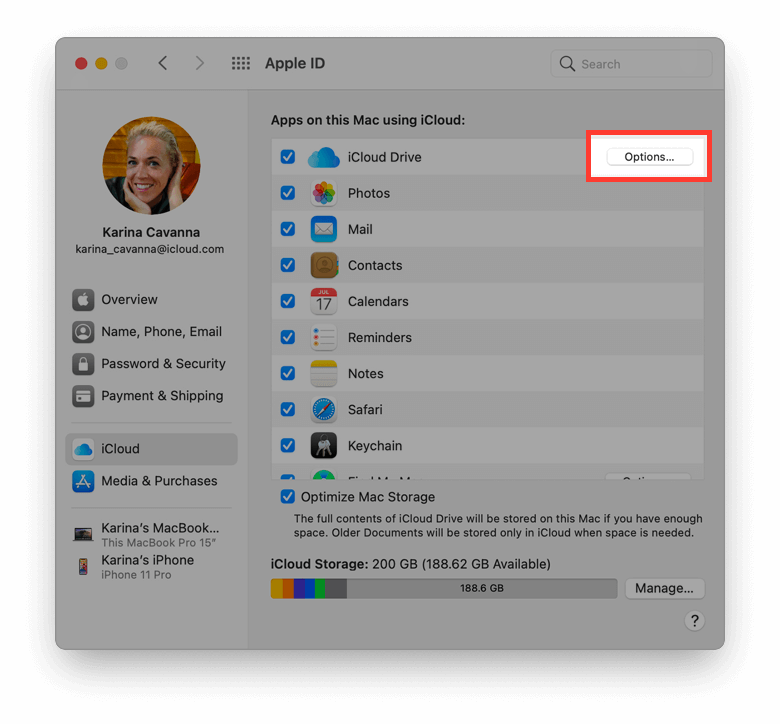 Apple ID
Search
Karina Cavanna
karina_cavanna@icloud.com
Overview
Name, Phone, Email
Password & Security
Payment & Shipping
iCloud
Media & Purchases
Karina's MacBook...
This MacBook Pro 15"
Karina's iPhone
iPhone 11 Pro
Apps on this Mac using iCloud:
iCloud Drive
Options...
Photos
Mail
Contacts
JUL
17
Calendars
Reminders
Notes
Safari
Keychain
Optimize Mac Storage
The full contents of iCloud Drive will be stored on this Mac if you have enough
space. Older Documents will be stored only in iCloud when space is needed.
iCloud Storage: 200 GB (188.62 GB Available)
188.6 GB
Manage...
?